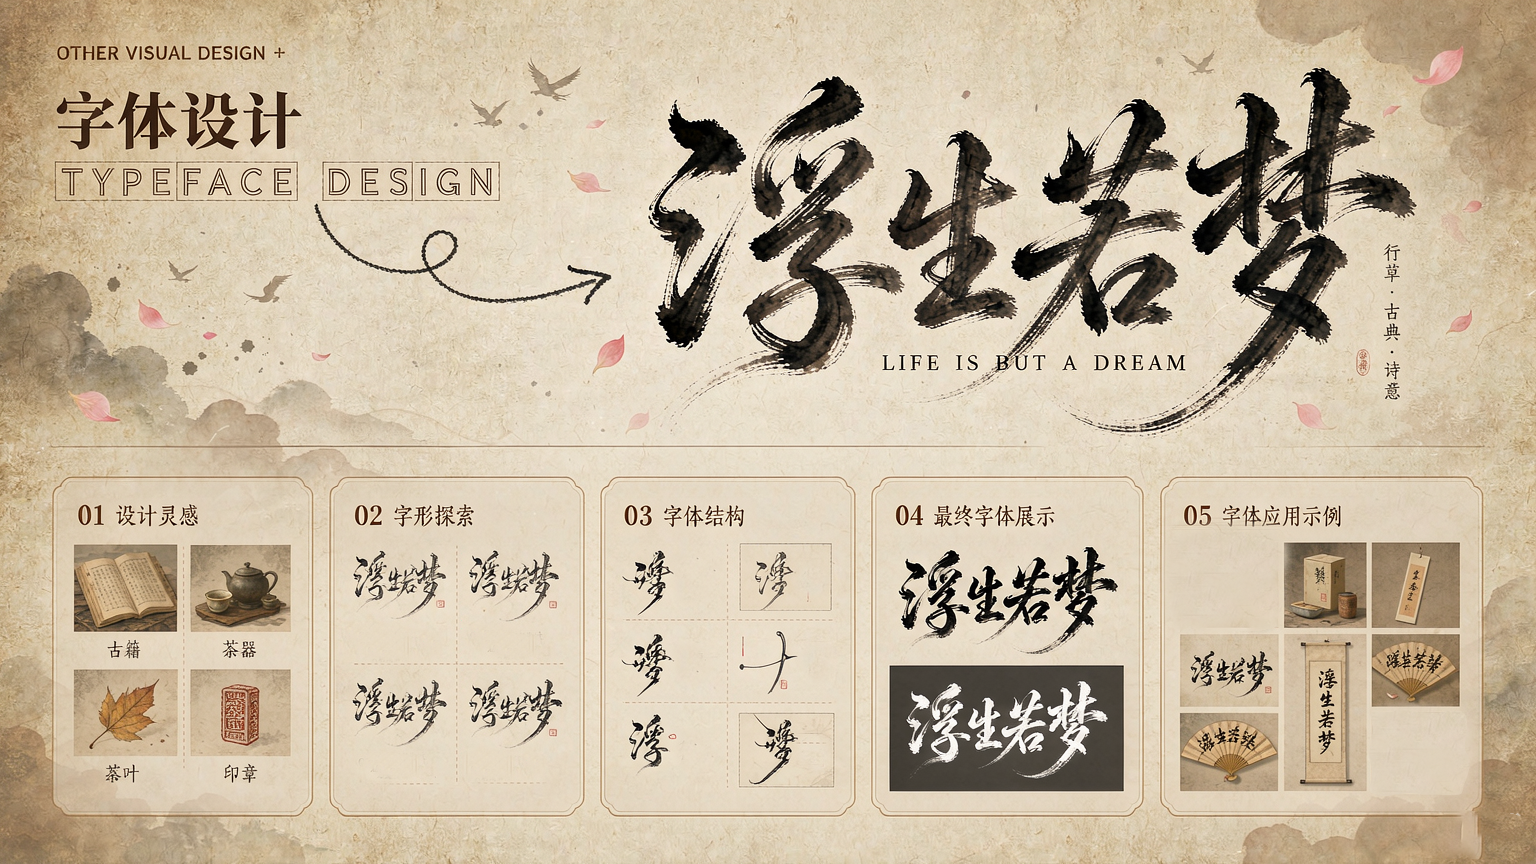 OTHER VISUAL DESIGN +
字体设计
TYPEFACE DESIGN
浮生若梦
LIFE IS BUT A DREAM
行草·古典·诗意
01 设计灵感
古籍
茶器
茶叶
印章
02 字形探索
浮生若梦
浮生若梦
浮生若梦
浮生若梦
03 字体结构
浮
04 最终字体展示
浮生若梦
浮生若梦
05 字体应用示例
浮生若梦
浮生若梦
浮生若梦
浮生若梦